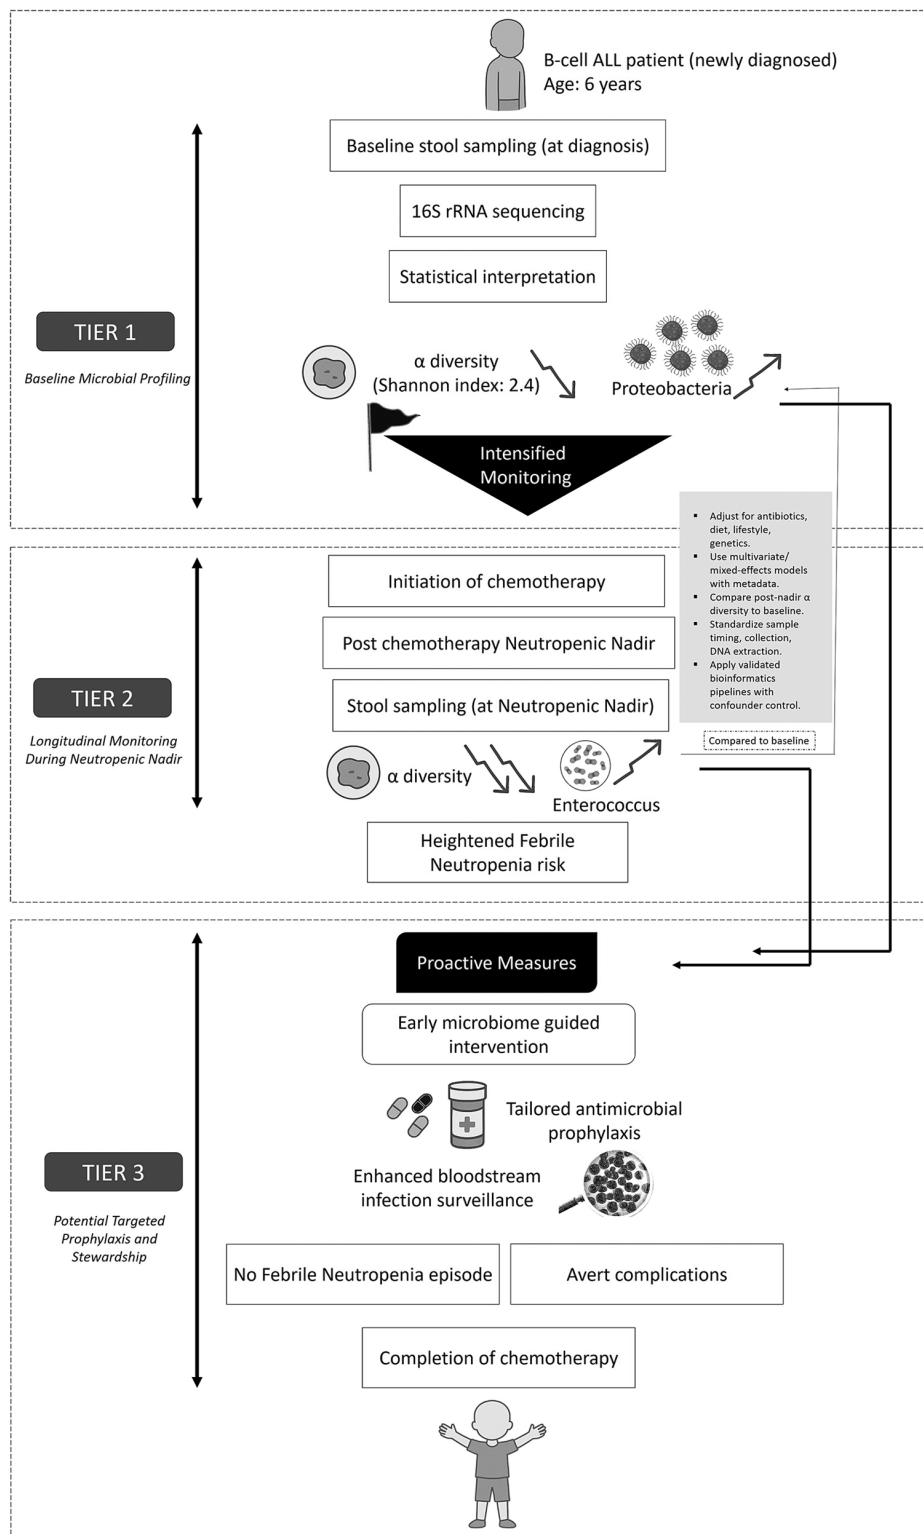 B-cell ALL patient (newly diagnosed)
Age: 6 years
Baseline stool sampling (at diagnosis)
16S rRNA sequencing
Statistical interpretation
TIER 1
Baseline Microbial Profiling
α diversity
(Shannon index: 2.4)
Proteobacteria
Intensified
Monitoring
▪ Adjust for antibiotics,
diet, lifestyle,
genetics.
▪ Use multivariate/
mixed-effects models
with metadata.
▪ Compare post-nadir α
diversity to baseline.
▪ Standardize sample
timing, collection,
DNA extraction.
▪ Apply validated
bioinformatics
pipelines with
confounder control.
Compared to baseline
Initiation of chemotherapy
Post chemotherapy Neutropenic Nadir
Stool sampling (at Neutropenic Nadir)
TIER 2
Longitudinal Monitoring
During Neutropenic Nadir
α diversity
Enterococcus
Heightened Febrile
Neutropenia risk
Proactive Measures
Early microbiome guided
intervention
Tailored antimicrobial
prophylaxis
Enhanced bloodstream
infection surveillance
TIER 3
Potential Targeted
Prophylaxis and
Stewardship
No Febrile Neutropenia episode
Avert complications
Completion of chemotherapy